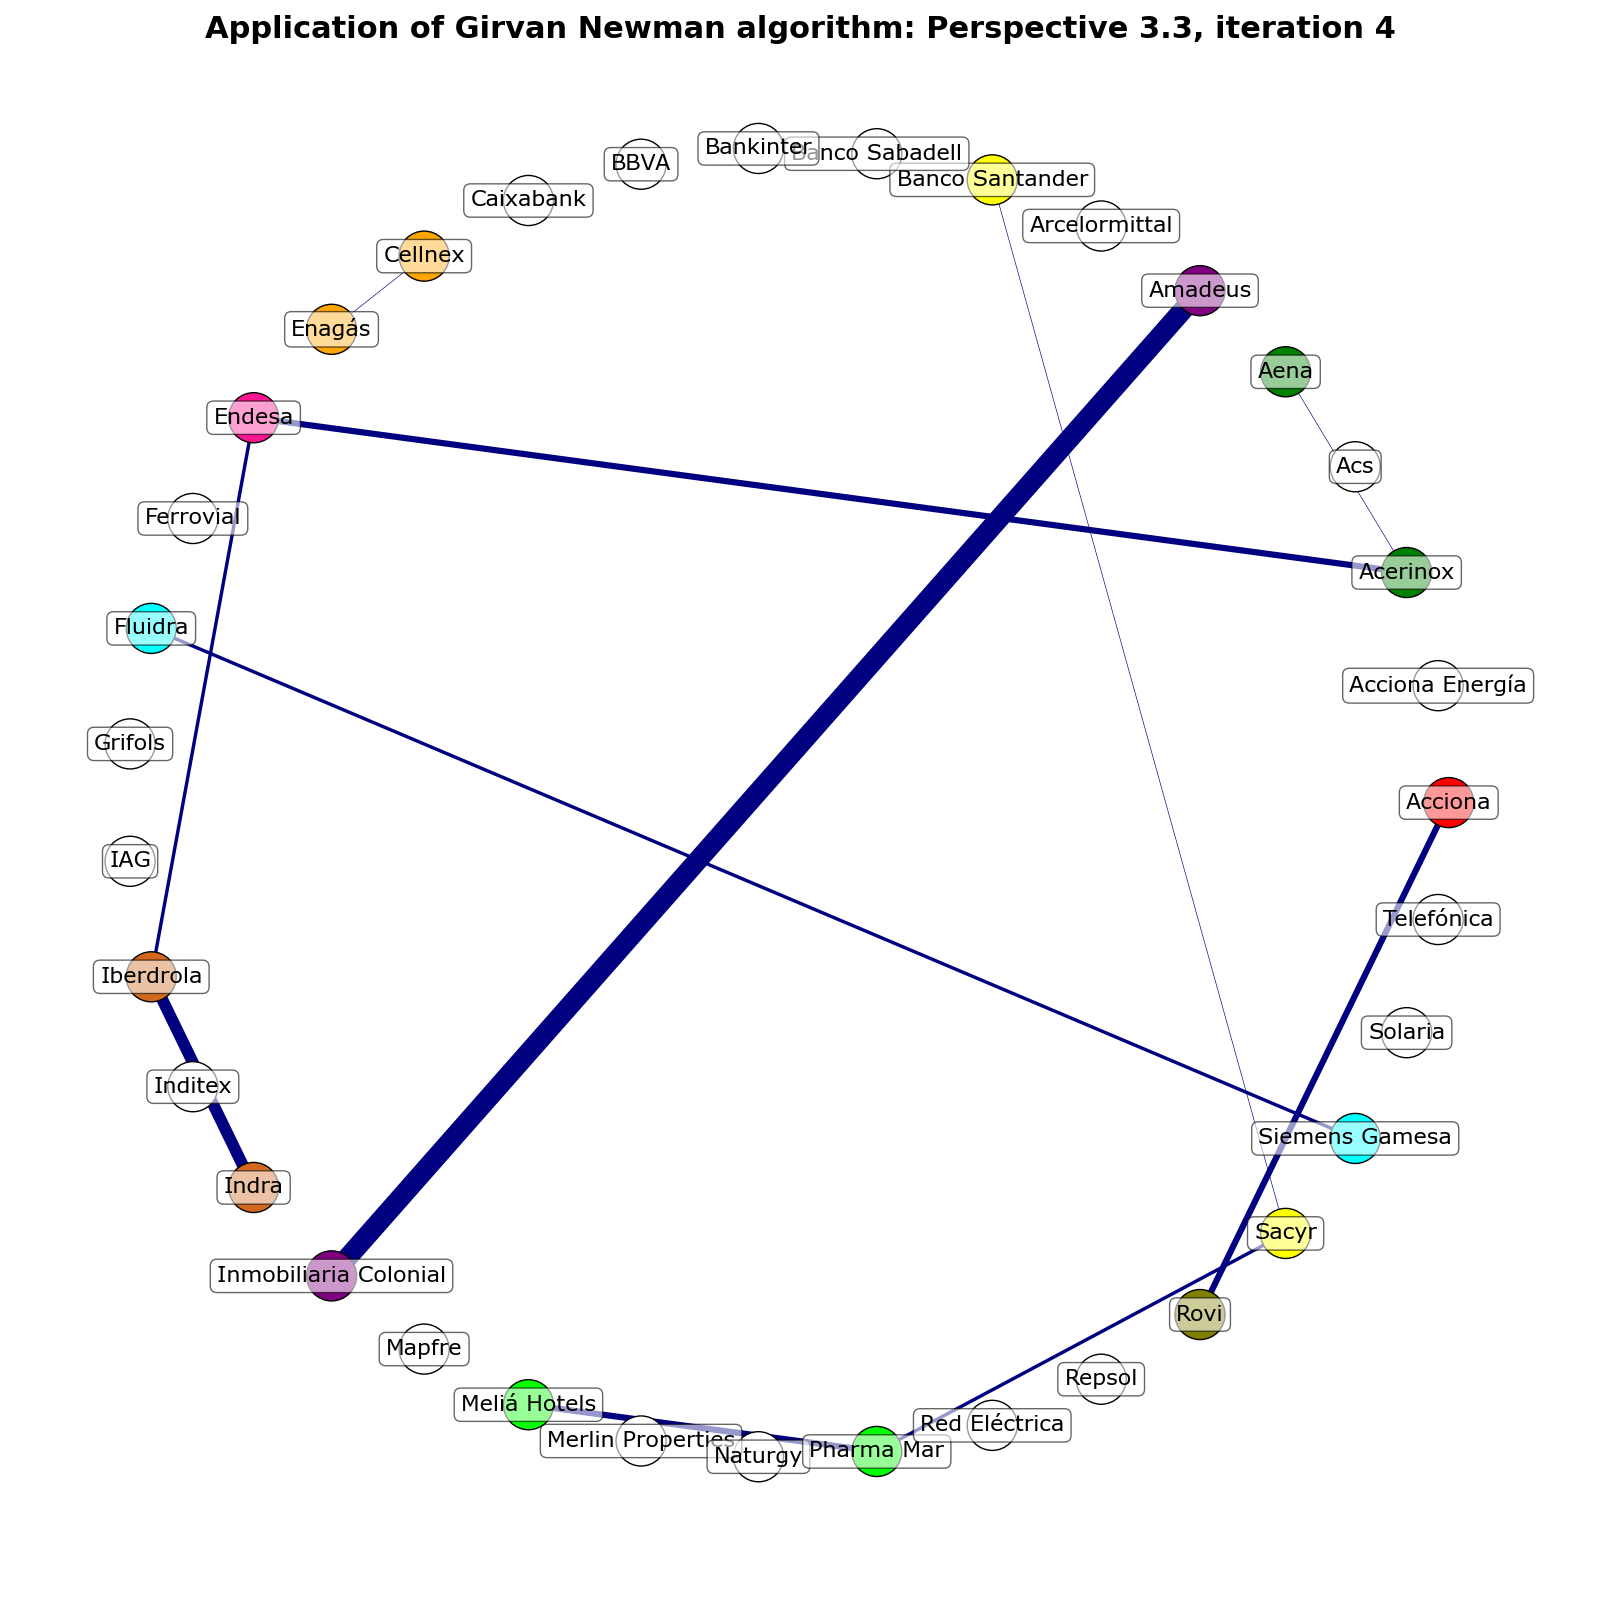 Application of Girvan Newman algorithm: Perspective 3.3, iteration 4
Bankinter
Banco Sabadell
BBVA
Banco Santander
Caixabank
Arcelormittal
Cellnex
Amadeus
Enagás
Aena
Endesa
Acs
Ferrovial
Acerinox
Fluidra
Acciona Energía
Grifols
Acciona
IAG
Telefónica
Iberdrola
Solaria
Inditex
Siemens Gamesa
Indra
Sacyr
Inmobiliaria Colonial
Rovi
Mapfre
Repsol
Meliá Hotels
Red Eléctrica
Merlin Properties
Pharma Mar
Naturgy